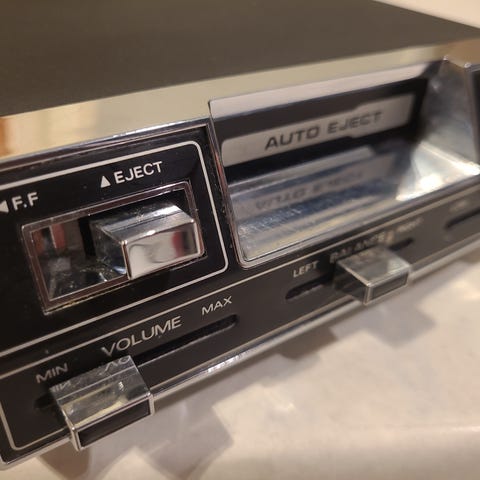 AUTO EJECT
▲EJECT
◀F.F
LEFT BALANCE
MIN VOLUME MAX